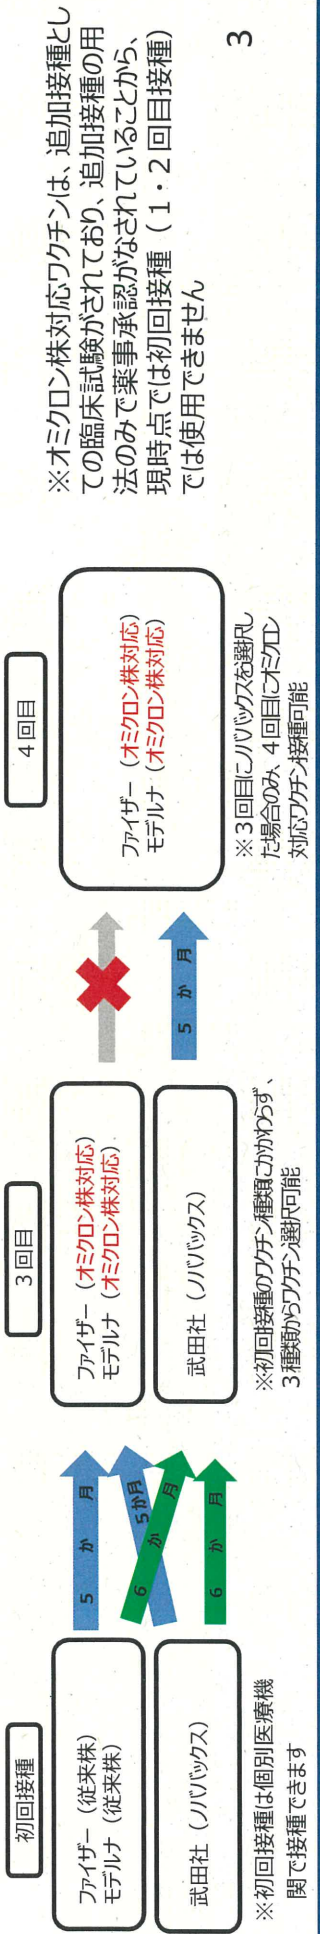 初回接種
ファイザー（従来株）
モデルナ（従来株）
武田社（ノババックス）
※初回接種は個別医療機
関で接種できます
5 か 月
5か月
6 か 月
6 か 月
3回目
ファイザー（オミクロン株対応）
モデルナ（オミクロン株対応）
武田社（ノババックス）
※初回接種のワクチン種類にかかわらず、
3種類からワクチン選択可能
5 か 月
4回目
ファイザー（オミクロン株対応）
モデルナ（オミクロン株対応）
※3回目にノババックスを選択し
た場合のみ、4回目にオミクロン
対応ワクチン接種可能
※オミクロン株対応ワクチンは、追加接種とし
ての臨床試験がされており、追加接種の用
法のみで薬事承認がなされていることから、
現時点では初回接種（１・２回目接種）
では使用できません
3